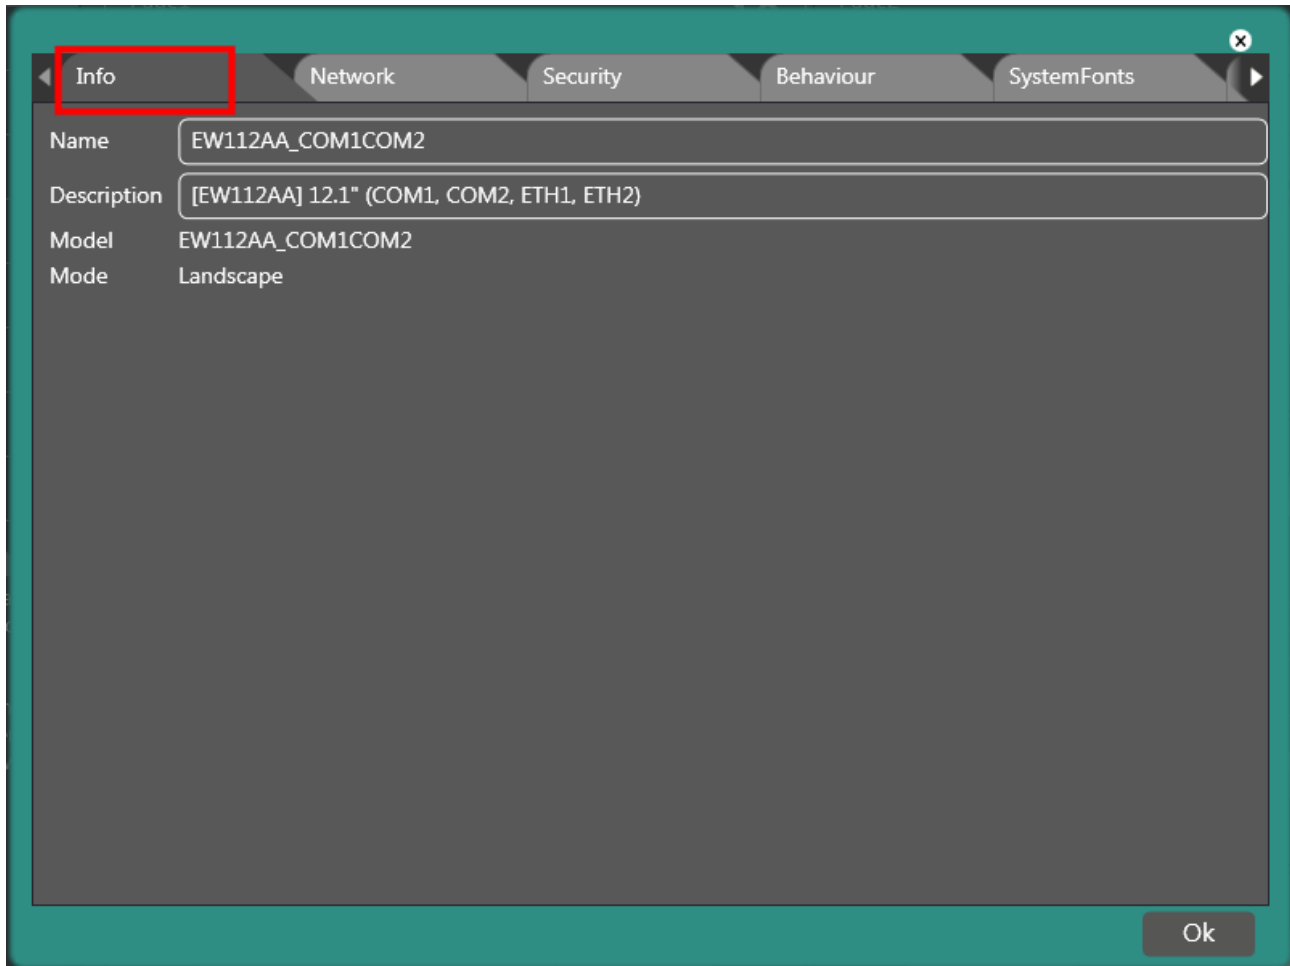 Info Network Security Behaviour SystemFonts
Name EW112AA_COM1COM2
Description [EW112AA] 12.1" (COM1, COM2, ETH1, ETH2)
Model EW112AA_COM1COM2
Mode Landscape
Ok